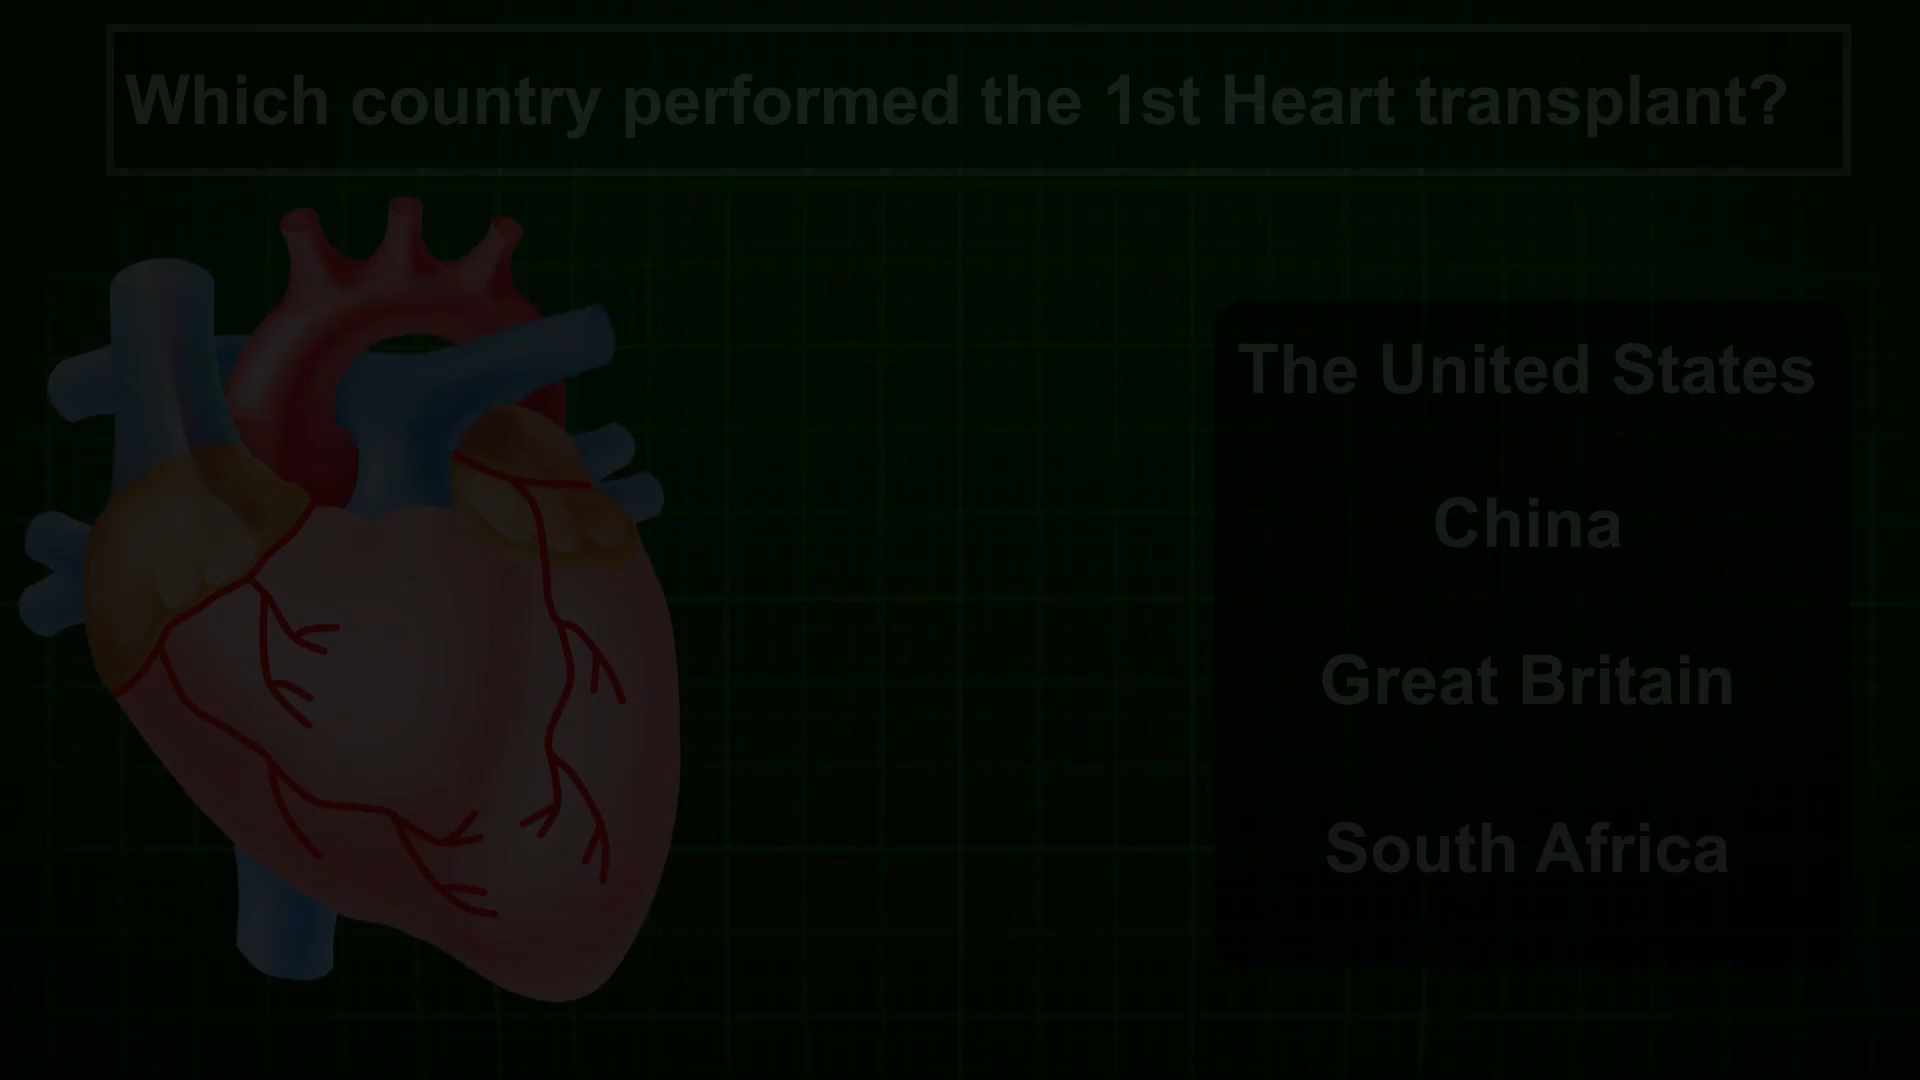 Which country performed the 1st Heart transplant?
The United States
China
Great Britain
South Africa